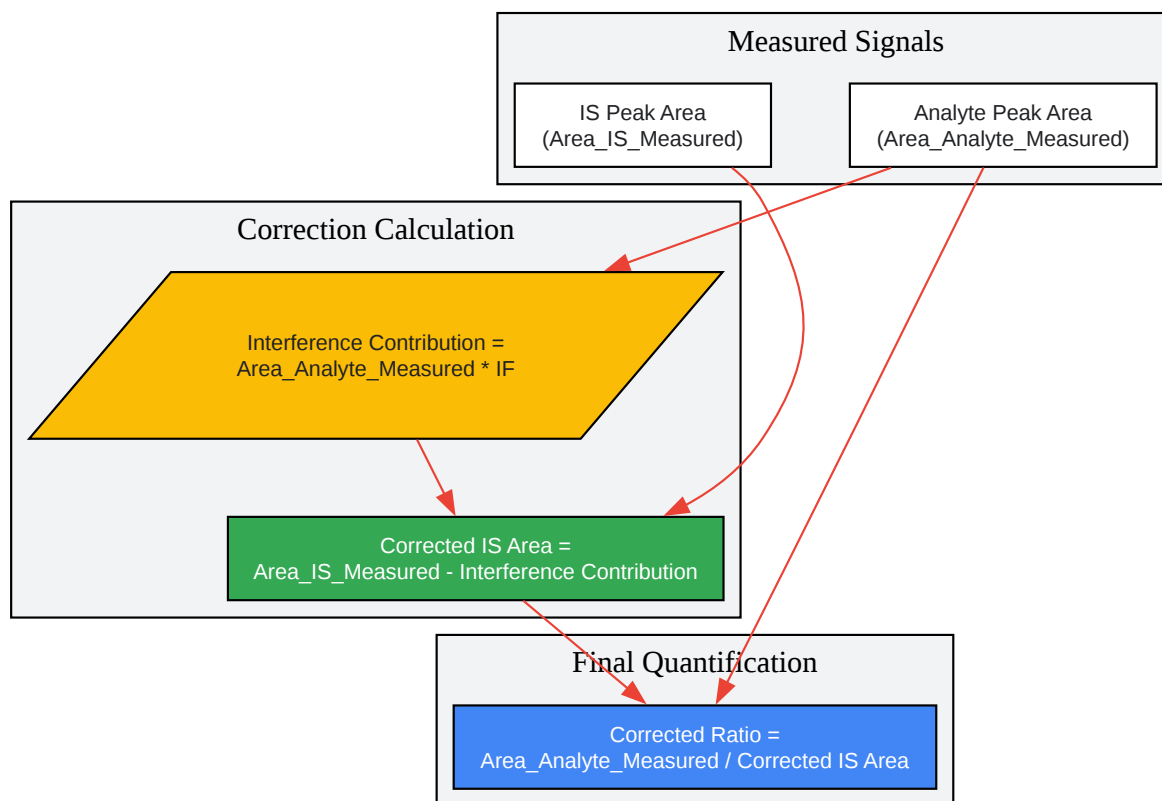 Measured Signals
IS Peak Area
(Area_IS_Measured)
Analyte Peak Area
(Area_Analyte_Measured)
Correction Calculation
Interference Contribution =
Area_Analyte_Measured * IF
Corrected IS Area =
Area_IS_Measured - Interference Contribution
Final Quantification
Corrected Ratio =
Area_Analyte_Measured / Corrected IS Area